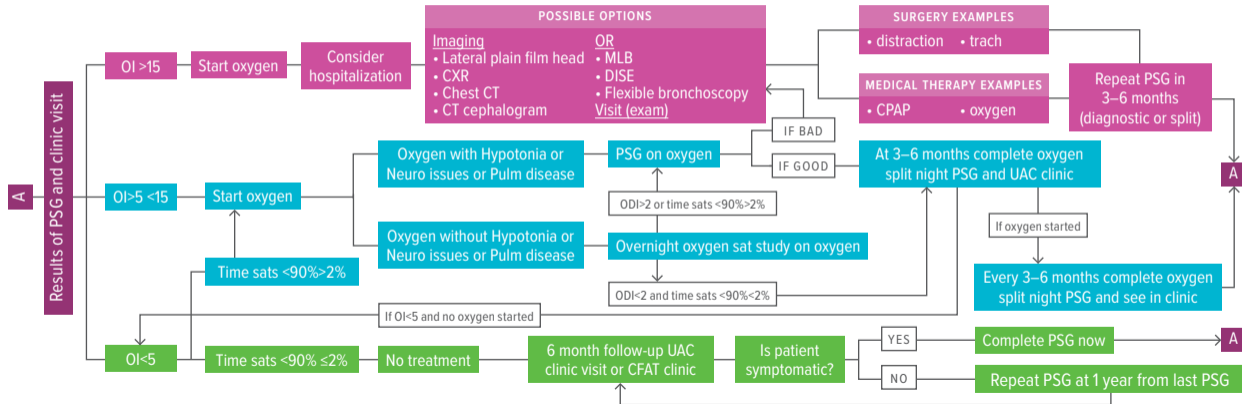 A
Results of PSG and clinic visit
OI >15
Start oxygen
Consider
hospitalization
POSSIBLE OPTIONS
Imaging
• Lateral plain film head
• CXR
• Chest CT
• CT cephalogram
OR
• MLB
• DISE
• Flexible bronchoscopy
Visit (exam)
SURGERY EXAMPLES
• distraction • trach
MEDICAL THERAPY EXAMPLES
• CPAP • oxygen
Repeat PSG in
3–6 months
(diagnostic or split)
A
OI>5 <15
Start oxygen
Oxygen with Hypotonia or
Neuro issues or Pulm disease
PSG on oxygen
IF BAD
IF GOOD
At 3–6 months complete oxygen
split night PSG and UAC clinic
ODI>2 or time sats <90%>2%
Oxygen without Hypotonia or
Neuro issues or Pulm disease
Overnight oxygen sat study on oxygen
If oxygen started
Time sats <90%>2%
ODI<2 and time sats <90%<2%
Every 3–6 months complete oxygen
split night PSG and see in clinic
If OI<5 and no oxygen started
OI<5
Time sats <90% ≤2%
No treatment
6 month follow-up UAC
clinic visit or CFAT clinic
Is patient
symptomatic?
YES
Complete PSG now
A
NO
Repeat PSG at 1 year from last PSG